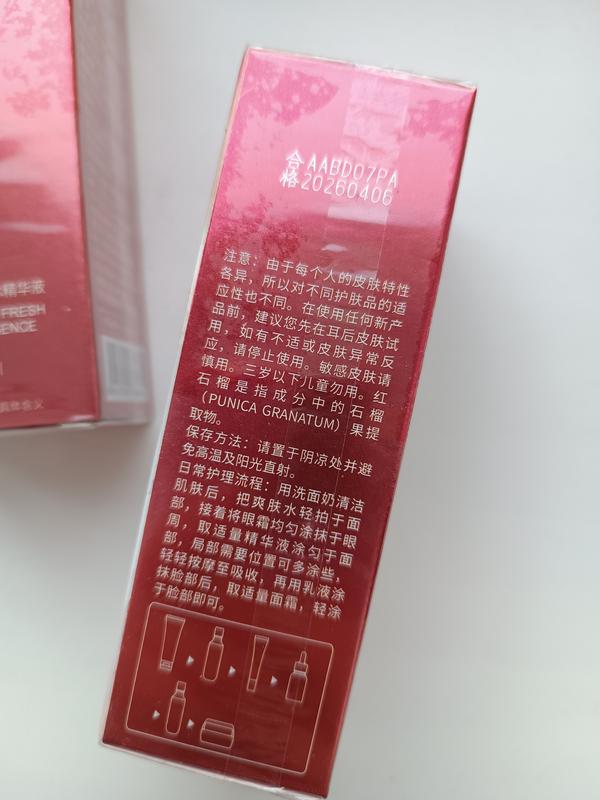 精华液
FRESH
ENCE
合格 AABD07PA
20260406
注意：由于每个人的皮肤特性
各异，所以对不同护肤品的适
应性也不同。在使用任何新产
品前，建议您先在耳后皮肤试
用，如有不适或皮肤异常反
应，请停止使用。敏感皮肤请
慎用。三岁以下儿童勿用。红
石榴是指成分中的石榴
（PUNICA GRANATUM）果提
取物。
保存方法：请置于阴凉处并避
免高温及阳光直射。
日常护理流程：用洗面奶清洁
肌肤后，把爽肤水轻拍于面
部，接着将眼霜均匀涂抹于眼
周，取适量精华液涂匀于面
部，局部需要位置可多涂些，
轻轻按摩至吸收，再用乳液涂
抹脸部后，取适量面霜，轻涂
于脸部即可。